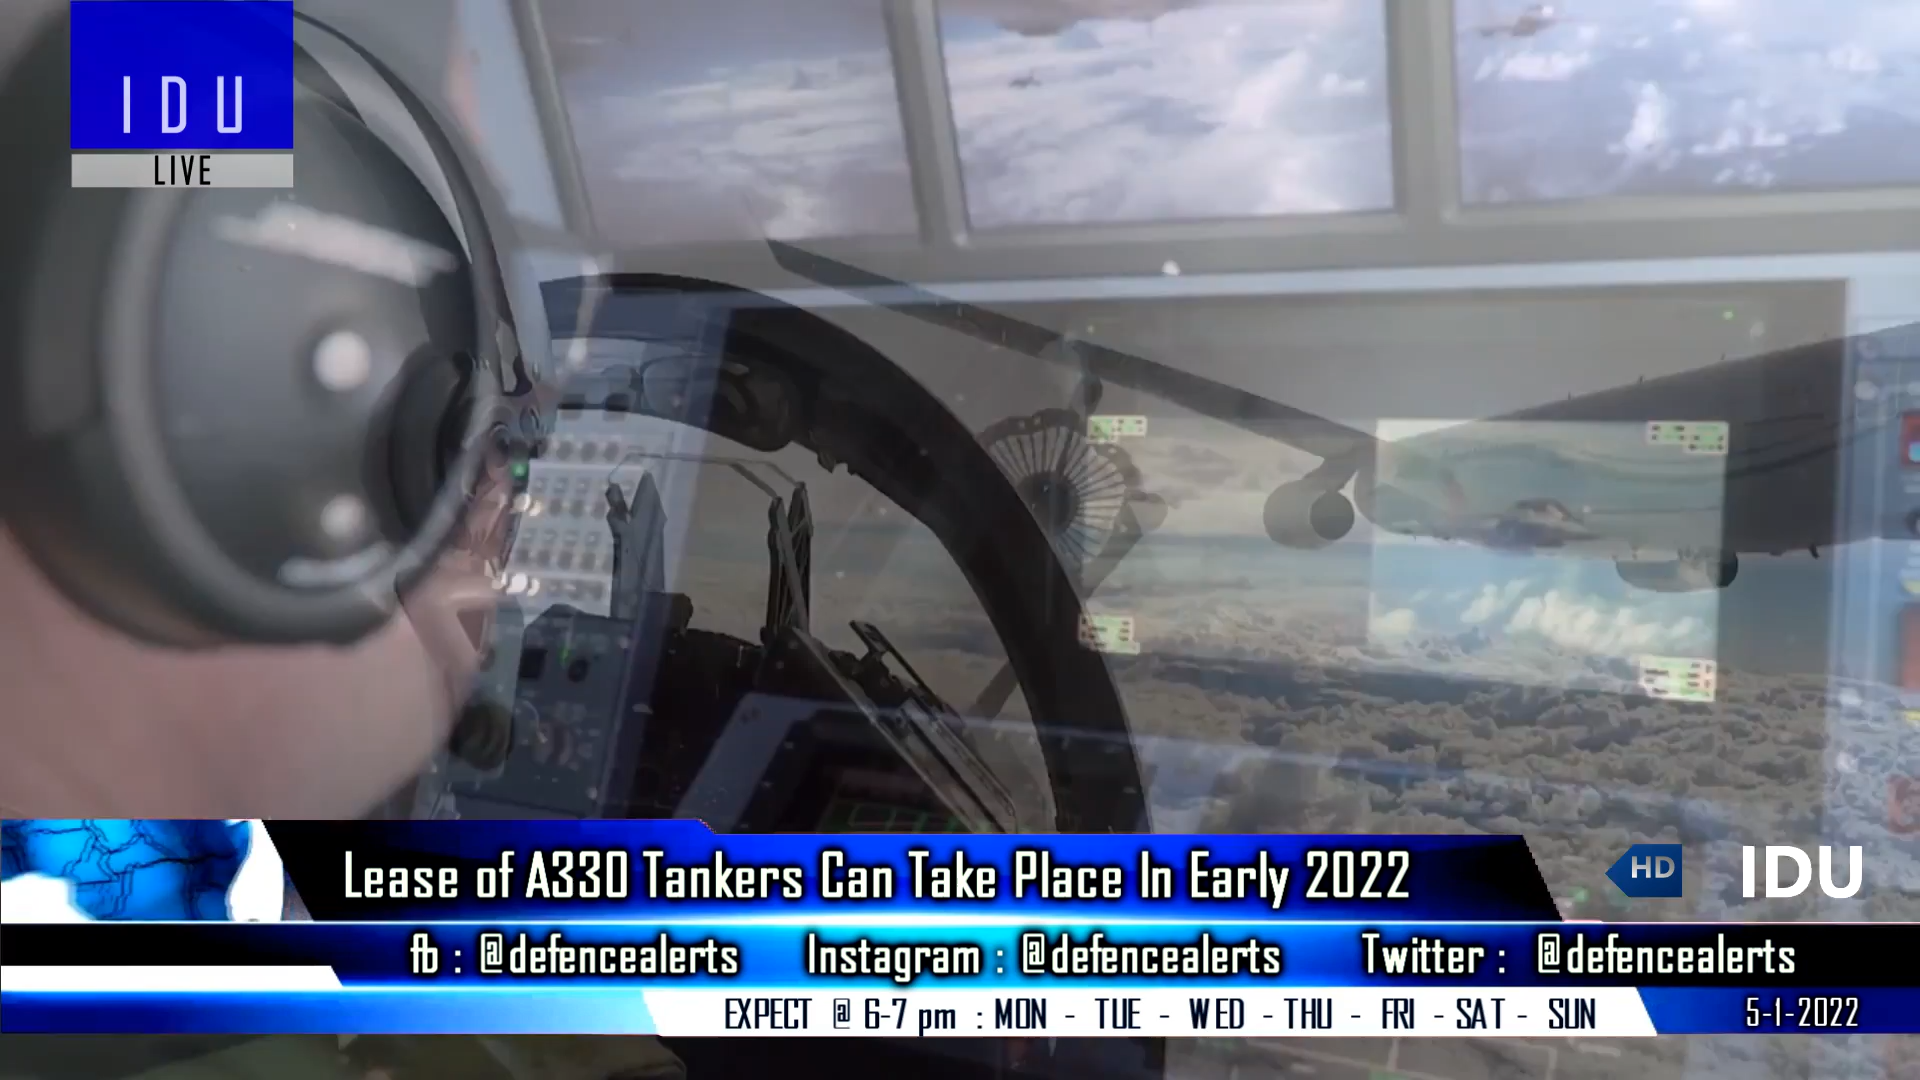 IDU
LIVE
Lease of A330 Tankers Can Take Place In Early 2022
HD
IDU
fb : @defencealerts Instagram : @defencealerts Twitter : @defencealerts
EXPECT @ 6-7 pm : MON - TUE - WED - THU - FRI - SAT - SUN
5-1-2022